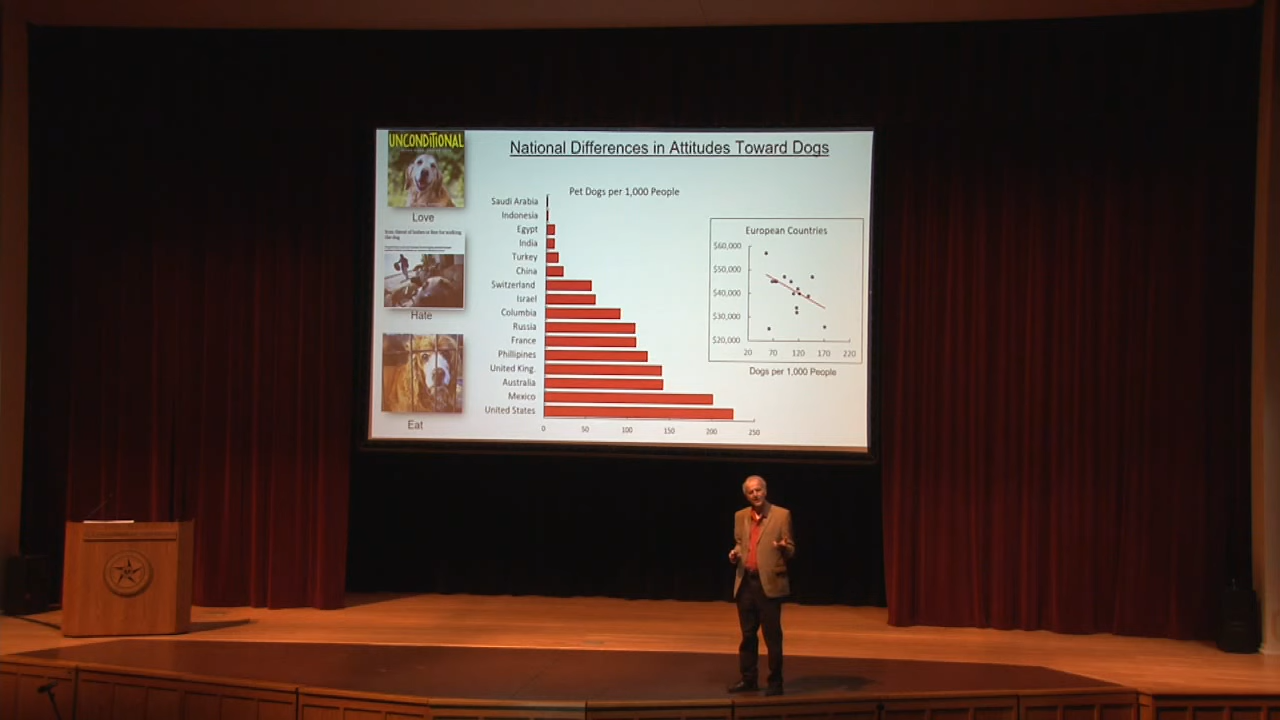 UNCONDITIONAL
Love
Hate
Eat
National Differences in Attitudes Toward Dogs
Pet Dogs per 1,000 People
Saudi Arabia
Indonesia
Egypt
India
Turkey
China
Switzerland
Israel
Columbia
Russia
France
Phillipines
United King.
Australia
Mexico
United States
0 50 100 150 200 250
European Countries
$60,000
$50,000
$40,000
$30,000
$20,000
20 70 120 170 220
Dogs per 1,000 People